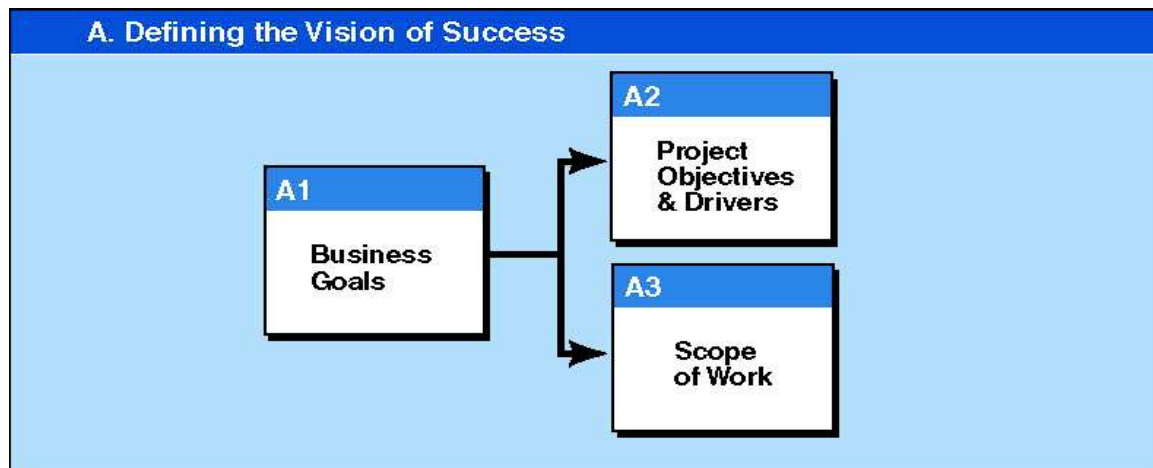 A. Defining the Vision of Success
A1
Business
Goals
A2
Project
Objectives
& Drivers
A3
Scope
of Work